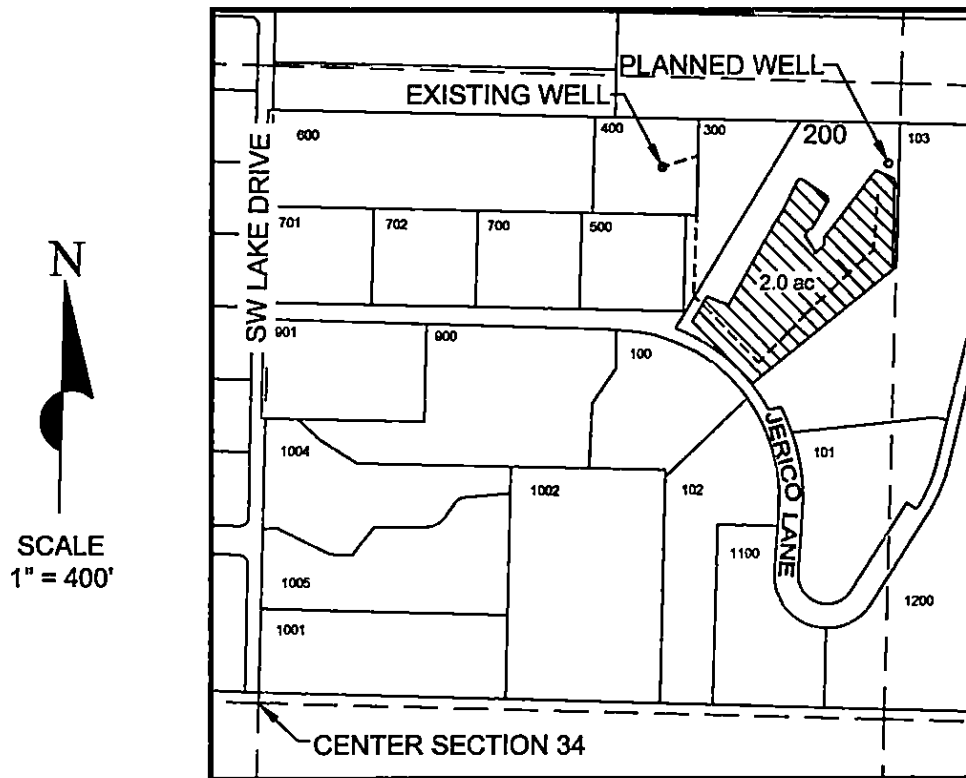 PLANNED WELL
EXISTING WELL
600
400
300
200
103
SW LAKE DRIVE
701
702
700
500
2.0 ac
N
901
900
100
SCALE
1" = 400'
1004
1002
102
JERICO LANE
101
1100
1005
1200
1001
CENTER SECTION 34